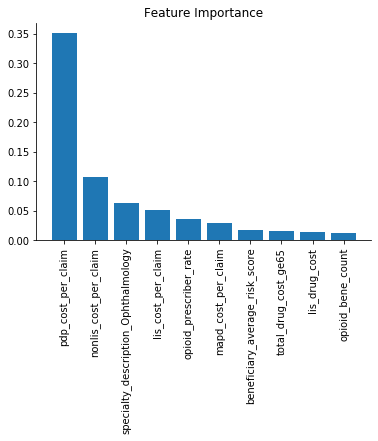 Feature Importance
0.35
0.30
0.25
0.20
0.15
0.10
0.05
0.00
pdp_cost_per_claim
nonlis_cost_per_claim
specialty_description_Ophthalmology
lis_cost_per_claim
opioid_prescriber_rate
mapd_cost_per_claim
beneficiary_average_risk_score
total_drug_cost_ge65
lis_drug_cost
opioid_bene_count